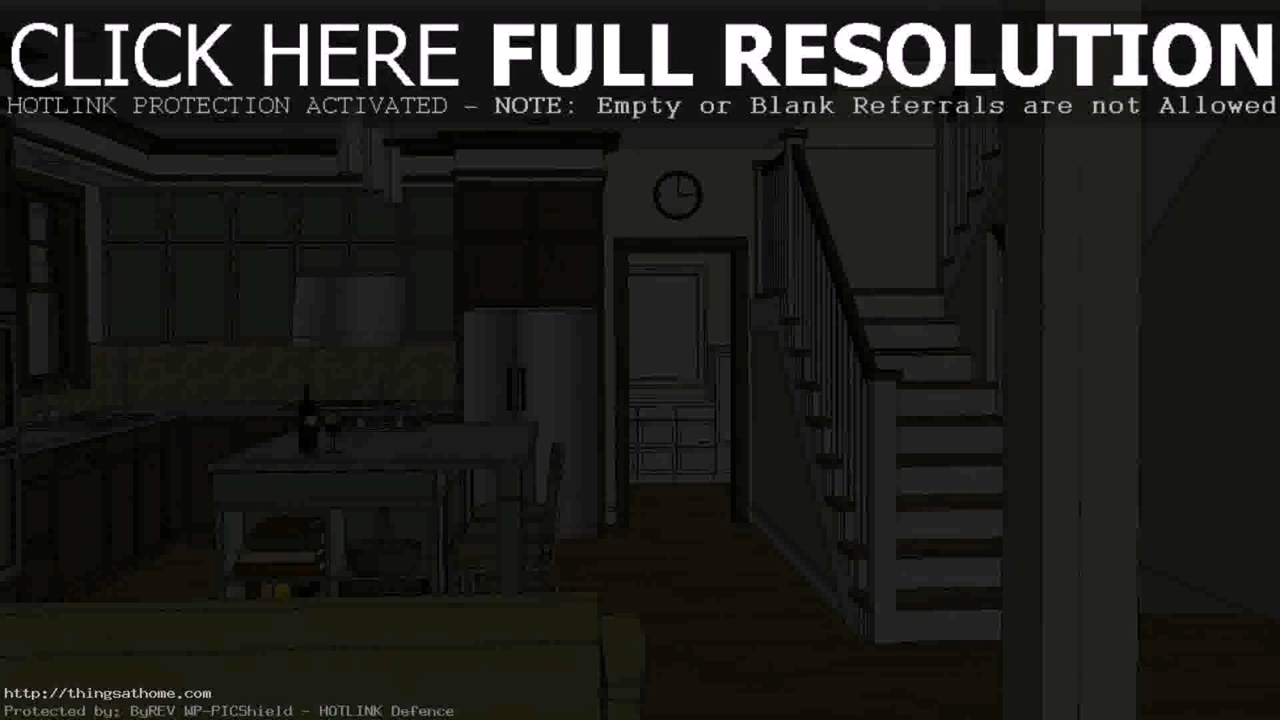 CLICK HERE FULL RESOLUTION
HOTLINK PROTECTION ACTIVATED - NOTE: Empty or Blank Referrals are not Allowed
http://thingsathome.com
Protected by: ByREV WP-PICShield - HOTLINK Defence